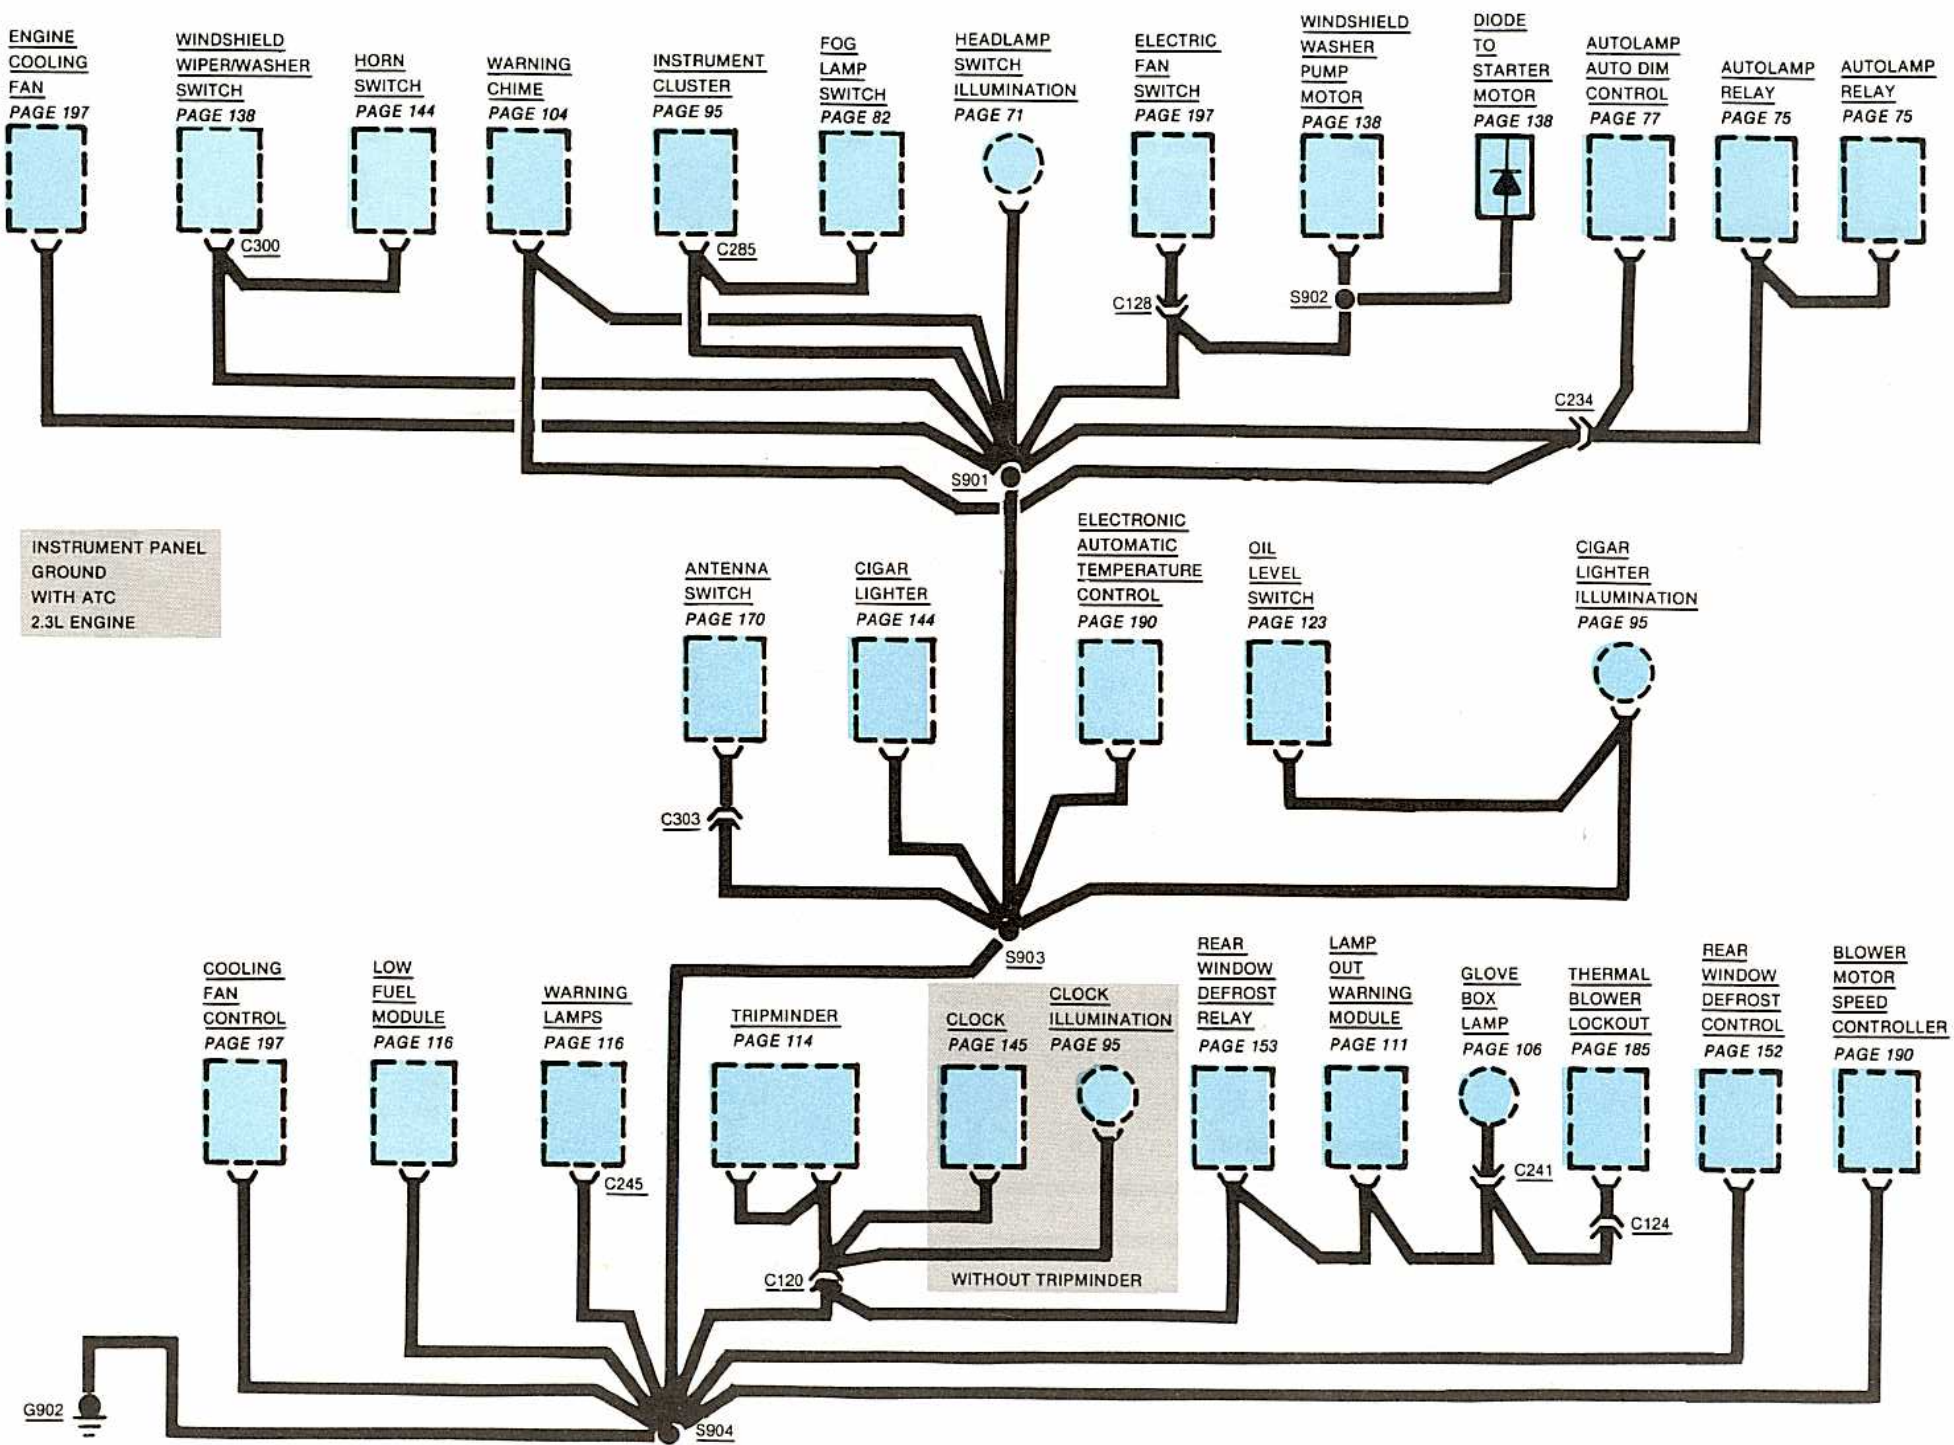 ENGINE
COOLING
FAN
PAGE 197
WINDSHIELD
WIPER/WASHER
SWITCH
PAGE 138
HORN
SWITCH
PAGE 144
WARNING
CHIME
PAGE 104
INSTRUMENT
CLUSTER
PAGE 95
FOG
LAMP
SWITCH
PAGE 82
HEADLAMP
SWITCH
ILLUMINATION
PAGE 71
ELECTRIC
FAN
SWITCH
PAGE 197
WINDSHIELD
WASHER
PUMP
MOTOR
PAGE 138
DIODE
TO
STARTER
MOTOR
PAGE 138
AUTOLAMP
AUTO DIM
CONTROL
PAGE 77
AUTOLAMP
RELAY
PAGE 75
AUTOLAMP
RELAY
PAGE 75
C300
C285
C128
S902
C234
S901
INSTRUMENT PANEL
GROUND
WITH ATC
2.3L ENGINE
ANTENNA
SWITCH
PAGE 170
CIGAR
LIGHTER
PAGE 144
ELECTRONIC
AUTOMATIC
TEMPERATURE
CONTROL
PAGE 190
OIL
LEVEL
SWITCH
PAGE 123
CIGAR
LIGHTER
ILLUMINATION
PAGE 95
C303
S903
COOLING
FAN
CONTROL
PAGE 197
LOW
FUEL
MODULE
PAGE 116
WARNING
LAMPS
PAGE 116
TRIPMINDER
PAGE 114
CLOCK
PAGE 145
CLOCK
ILLUMINATION
PAGE 95
REAR
WINDOW
DEFROST
RELAY
PAGE 153
LAMP
OUT
WARNING
MODULE
PAGE 111
GLOVE
BOX
LAMP
PAGE 106
THERMAL
BLOWER
LOCKOUT
PAGE 185
REAR
WINDOW
DEFROST
CONTROL
PAGE 152
BLOWER
MOTOR
SPEED
CONTROLLER
PAGE 190
C245
C241
C124
C120
WITHOUT TRIPMINDER
G902
S904